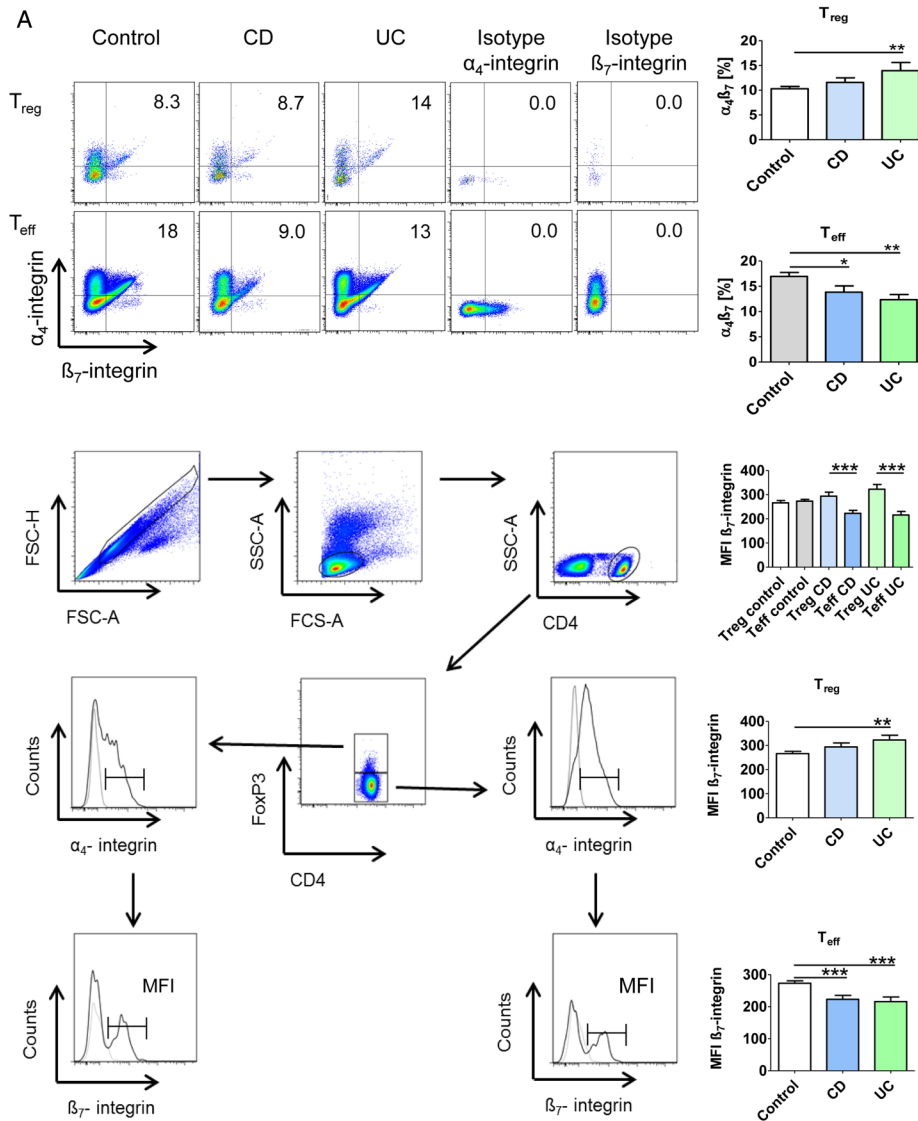 A
Control CD UC Isotype α₄-integrin Isotype ß₇-integrin
Treg 8.3 8.7 14 0.0 0.0
Teff 18 9.0 13 0.0 0.0
α₄-integrin
ß₇-integrin
Treg
**
α₄ß₇ [%]
20
15
10
5
0
Control CD UC
Teff
**
*
α₄ß₇ [%]
20
15
10
5
0
Control CD UC
FSC-H
FSC-A
SSC-A
FCS-A
SSC-A
CD4
*** ***
MFI ß₇-integrin
400
300
200
100
0
Treg control Teff control Treg CD Teff CD Treg UC Teff UC
Counts
α₄- integrin
FoxP3
CD4
Counts
α₄- integrin
Treg
**
MFI ß₇-integrin
400
300
200
100
0
Control CD UC
MFI
Counts
ß₇- integrin
MFI
Counts
ß₇- integrin
Teff
***
***
MFI ß₇-integrin
300
200
100
0
Control CD UC